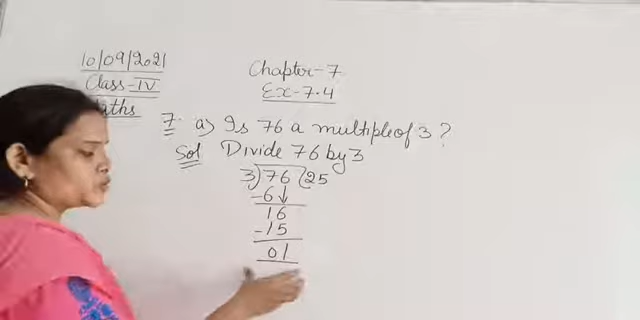 10/09/2021
Class-IV
Maths
Chapter-7
Ex-7.4
7. a) Is 76 a multiple of 3?
Sol Divide 76 by 3
3)76(25
-6↓
16
-15
01